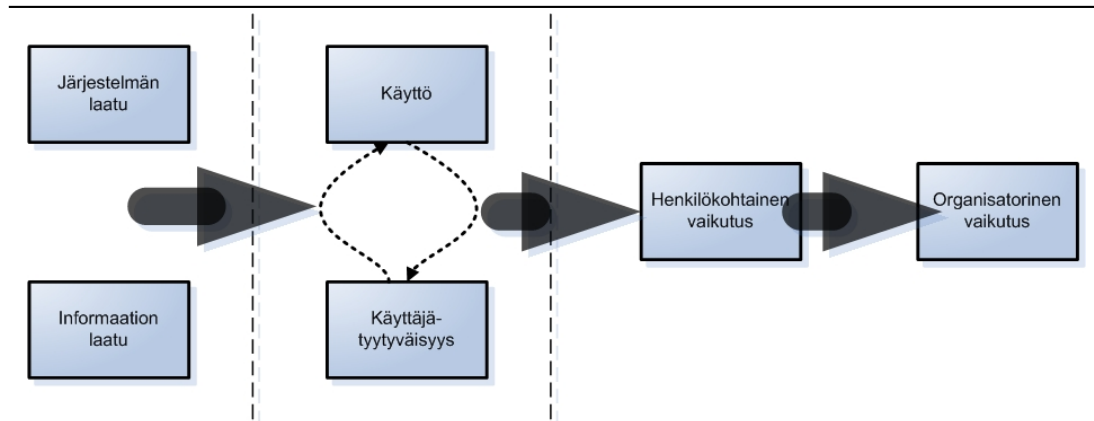 Järjestelmän
laatu
Informaation
laatu
Käyttö
Käyttäjä-
tyytyväisyys
Henkilökohtainen
vaikutus
Organisatorinen
vaikutus